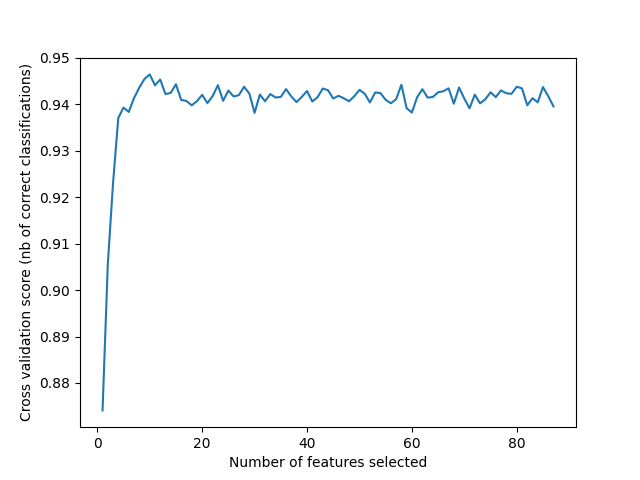 Cross validation score (nb of correct classifications)
0.95
0.94
0.93
0.92
0.91
0.90
0.89
0.88
0 20 40 60 80
Number of features selected